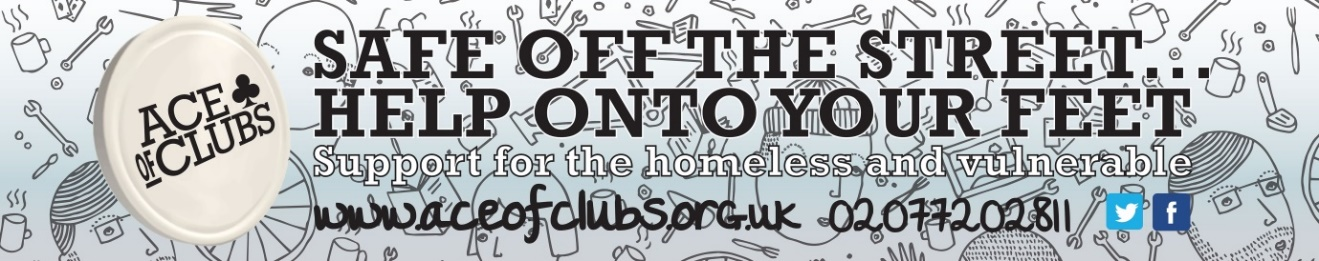 ACE
OF CLUBS
SAFE OFF THE STREET...
HELP ONTO YOUR FEET
Support for the homeless and vulnerable
www.aceofclubs.org.uk 02077202811